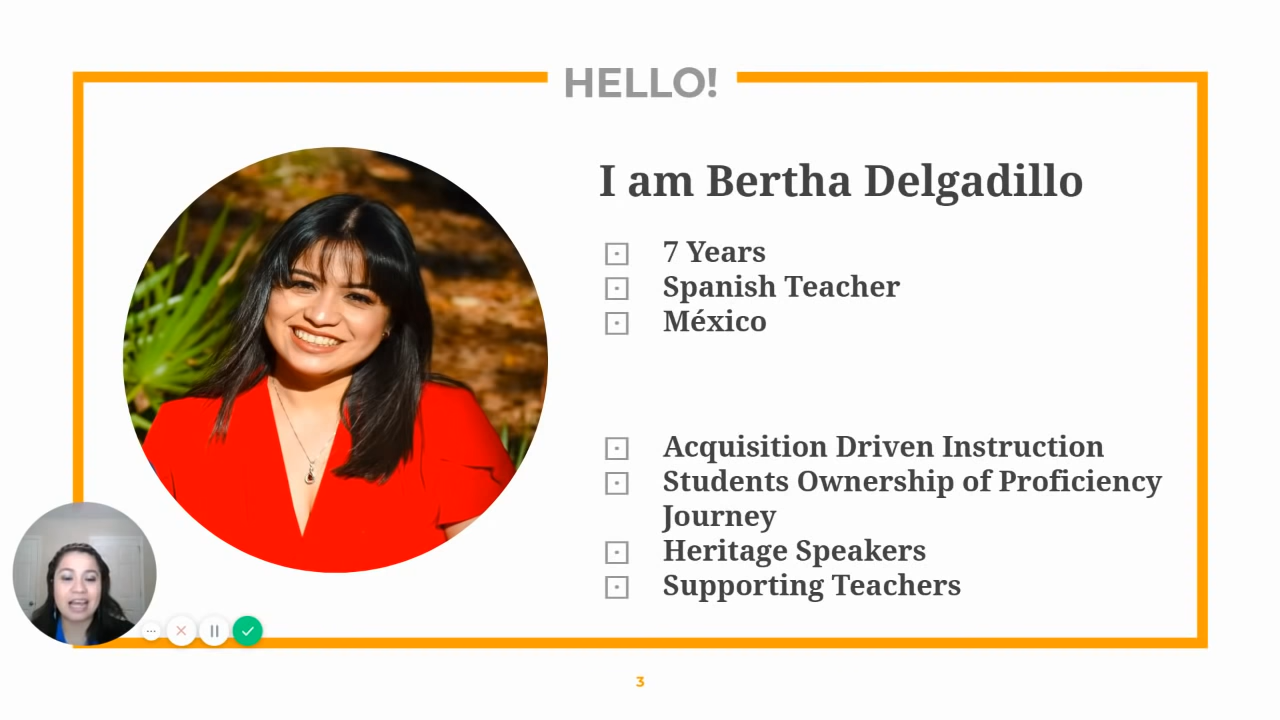 HELLO!
I am Bertha Delgadillo
7 Years
Spanish Teacher
México
Acquisition Driven Instruction
Students Ownership of Proficiency
Journey
Heritage Speakers
Supporting Teachers
3